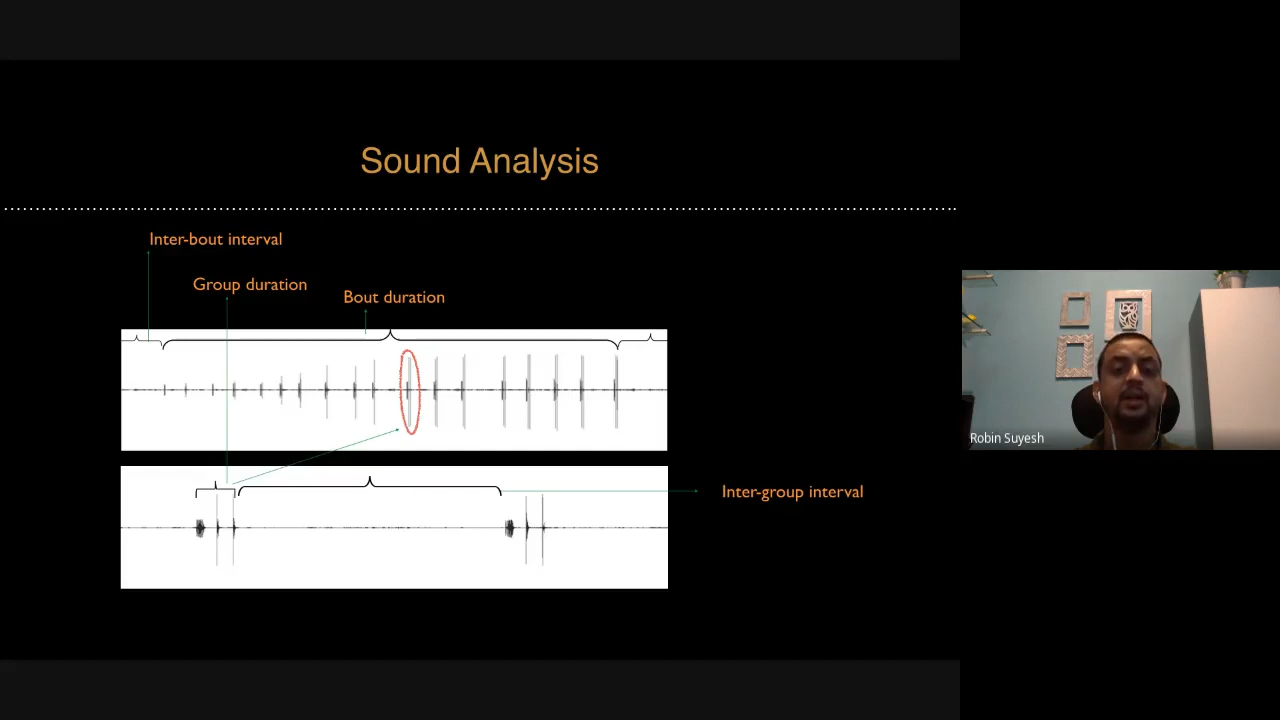 Sound Analysis
Inter-bout interval
Group duration
Bout duration
Inter-group interval
Robin Suyesh